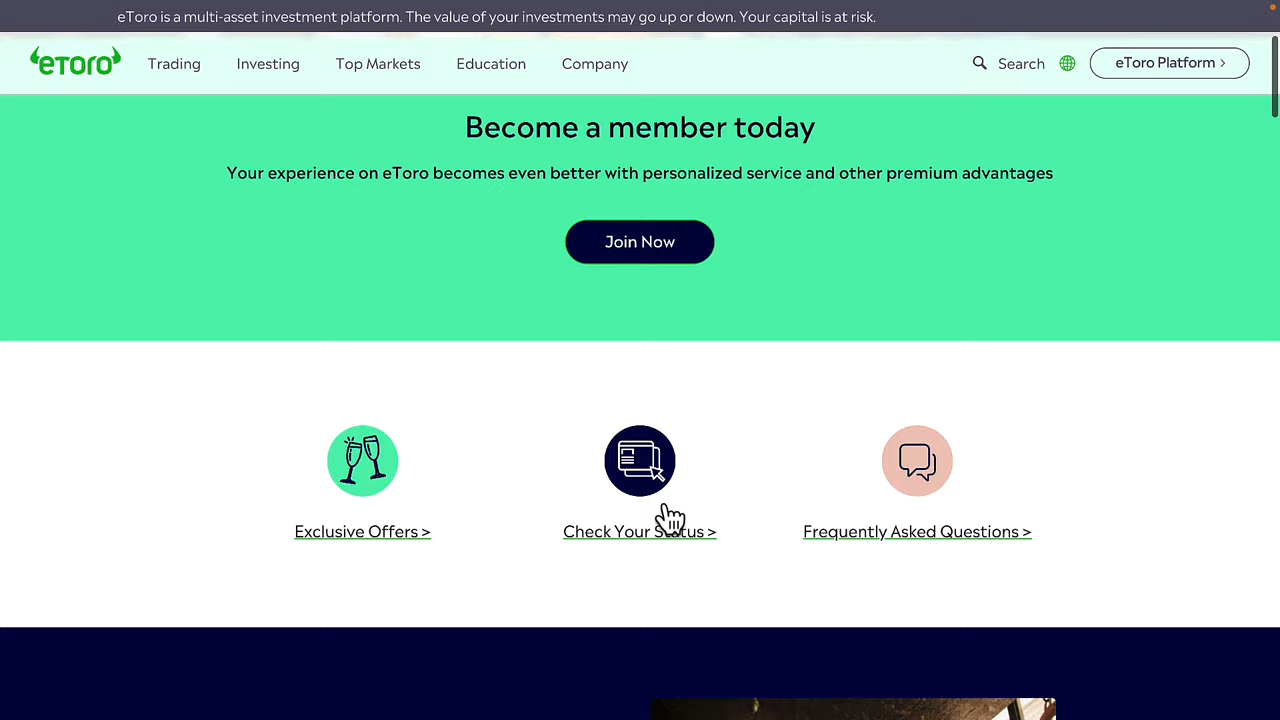 eToro is a multi-asset investment platform. The value of your investments may go up or down. Your capital is at risk.
eToro Trading Investing Top Markets Education Company Search eToro Platform >
Become a member today
Your experience on eToro becomes even better with personalized service and other premium advantages
Join Now
Exclusive Offers > Check Your Status > Frequently Asked Questions >